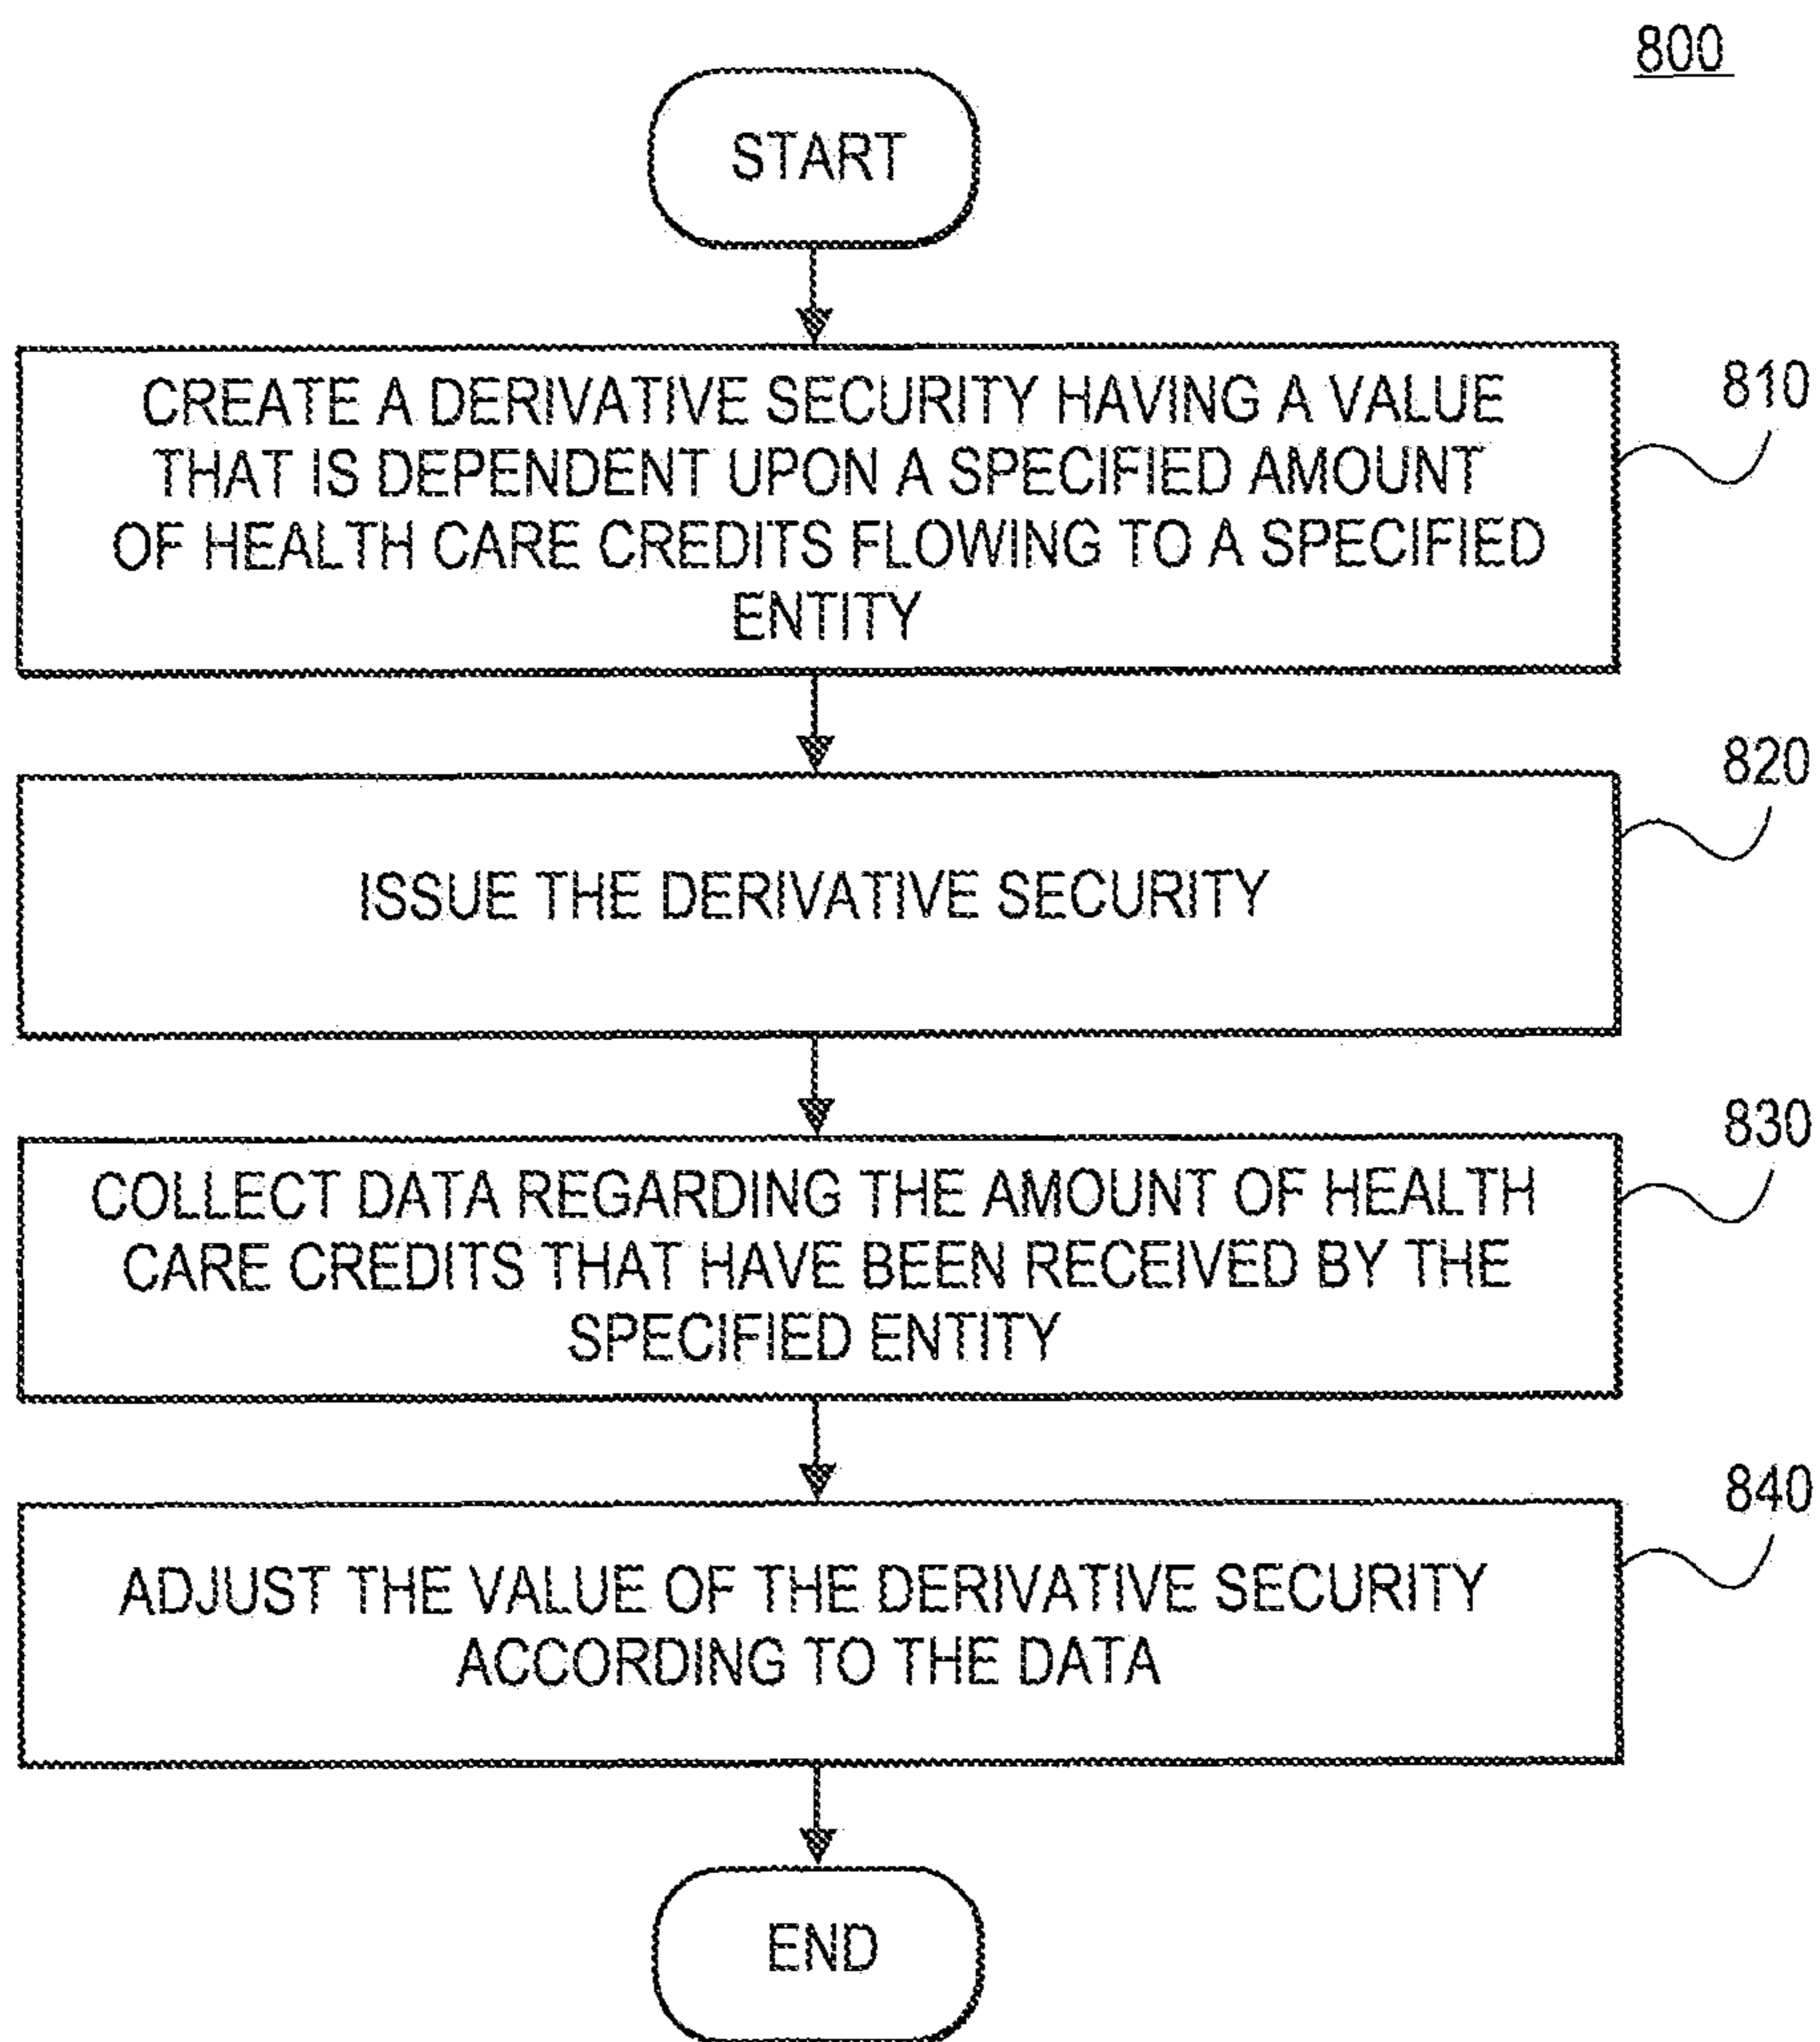 800
START
CREATE A DERIVATIVE SECURITY HAVING A VALUE
THAT IS DEPENDENT UPON A SPECIFIED AMOUNT
OF HEALTH CARE CREDITS FLOWING TO A SPECIFIED
ENTITY
810
ISSUE THE DERIVATIVE SECURITY
820
COLLECT DATA REGARDING THE AMOUNT OF HEALTH
CARE CREDITS THAT HAVE BEEN RECEIVED BY THE
SPECIFIED ENTITY
830
ADJUST THE VALUE OF THE DERIVATIVE SECURITY
ACCORDING TO THE DATA
840
END